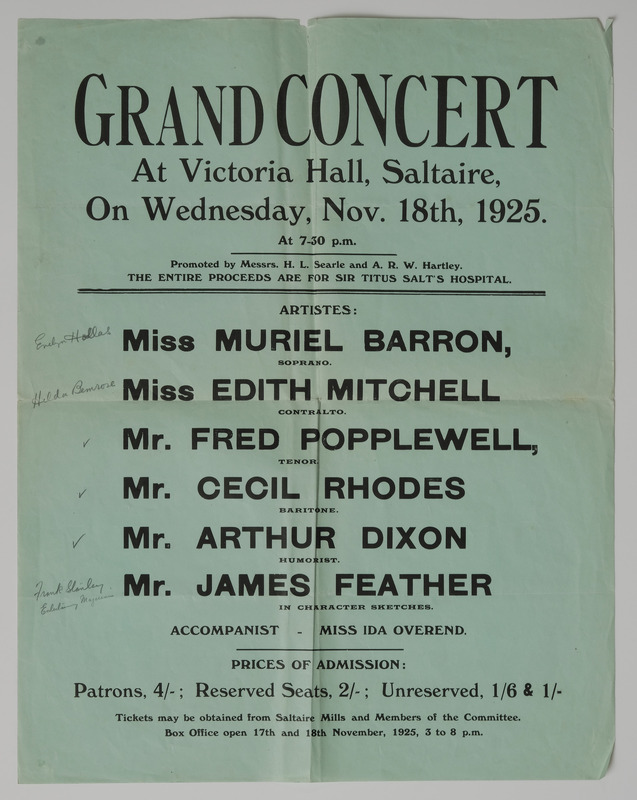 GRAND CONCERT
At Victoria Hall, Saltaire,
On Wednesday, Nov. 18th, 1925.
At 7-30 p.m.
Promoted by Messrs. H. L. Searle and A. R. W. Hartley.
THE ENTIRE PROCEEDS ARE FOR SIR TITUS SALT'S HOSPITAL.
ARTISTES:
Miss MURIEL BARRON,
SOPRANO.
Hilda Bemrose
Miss EDITH MITCHELL
CONTRALTO.
✓ Mr. FRED POPPLEWELL,
TENOR.
✓ Mr. CECIL RHODES
BARITONE.
✓ Mr. ARTHUR DIXON
HUMORIST.
Frank Stanley
Mr. JAMES FEATHER
IN CHARACTER SKETCHES.
ACCOMPANIST - MISS IDA OVEREND.
PRICES OF ADMISSION:
Patrons, 4/-; Reserved Seats, 2/-; Unreserved, 1/6 & 1/-
Tickets may be obtained from Saltaire Mills and Members of the Committee.
Box Office open 17th and 18th November, 1925, 3 to 8 p.m.